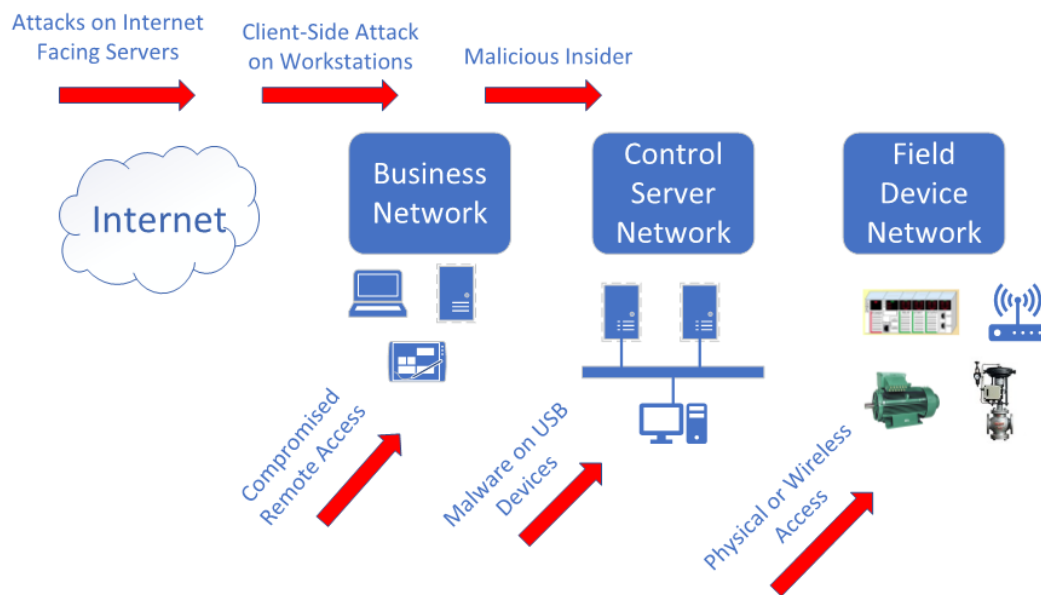 Attacks on Internet
Facing Servers
Client-Side Attack
on Workstations
Malicious Insider
Internet
Business
Network
Control
Server
Network
Field
Device
Network
Compromised
Remote Access
Malware on USB
Devices
Physical or Wireless
Access